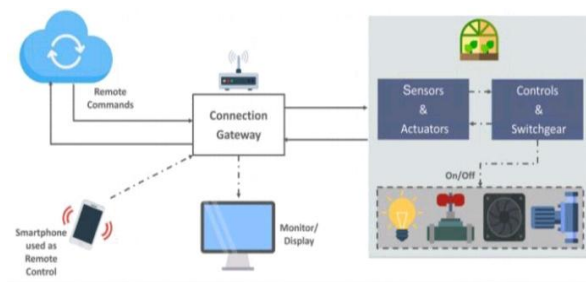 Remote
Commands
Connection
Gateway
Sensors
&
Actuators
Controls
&
Switchgear
On/Off
Smartphone
used as
Remote
Control
Monitor/
Display